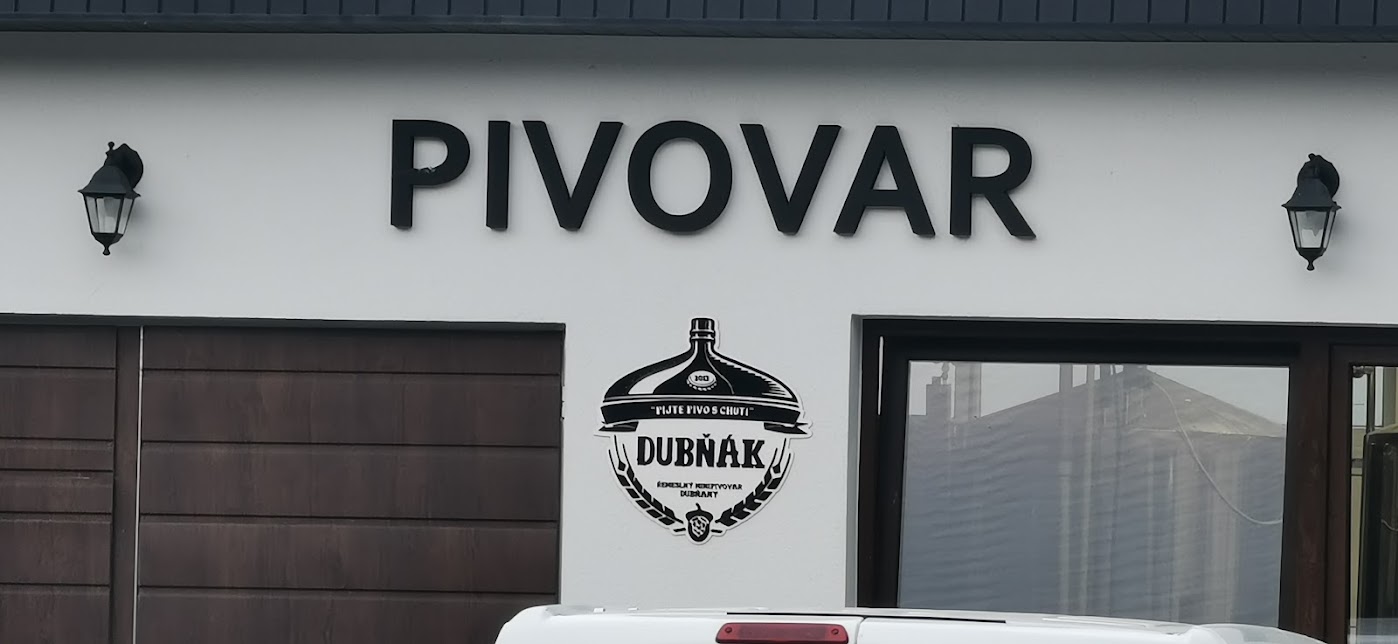 PIVOVAR
"PIJTE PIVO S CHUTÍ"
DUBŇÁK
ŘEMESLNÝ MINIPIVOVAR
DUBŇANY